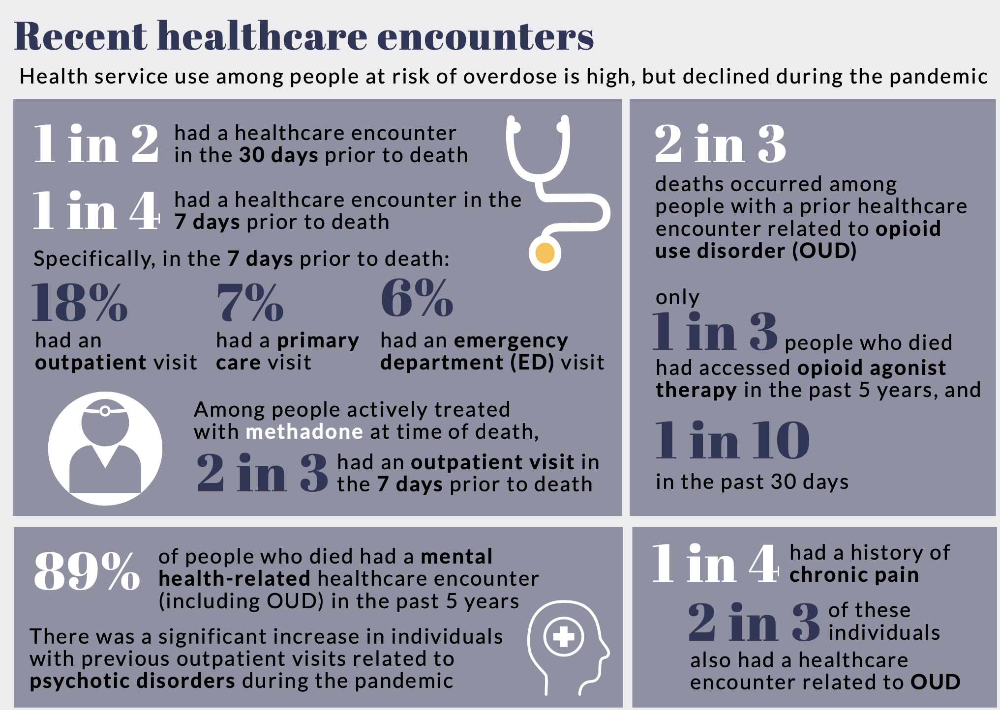 Recent healthcare encounters
Health service use among people at risk of overdose is high, but declined during the pandemic
1 in 2 had a healthcare encounter
in the 30 days prior to death
1 in 4 had a healthcare encounter in the
7 days prior to death
Specifically, in the 7 days prior to death:
18%
had an
outpatient visit
7%
had a primary
care visit
6%
had an emergency
department (ED) visit
Among people actively treated
with methadone at time of death,
2 in 3 had an outpatient visit in
the 7 days prior to death
2 in 3
deaths occurred among
people with a prior healthcare
encounter related to opioid
use disorder (OUD)
only
1 in 3 people who died
had accessed opioid agonist
therapy in the past 5 years, and
1 in 10
in the past 30 days
89% of people who died had a mental
health-related healthcare encounter
(including OUD) in the past 5 years
There was a significant increase in individuals
with previous outpatient visits related to
psychotic disorders during the pandemic
1 in 4 had a history of
chronic pain
2 in 3 of these
individuals
also had a healthcare
encounter related to OUD